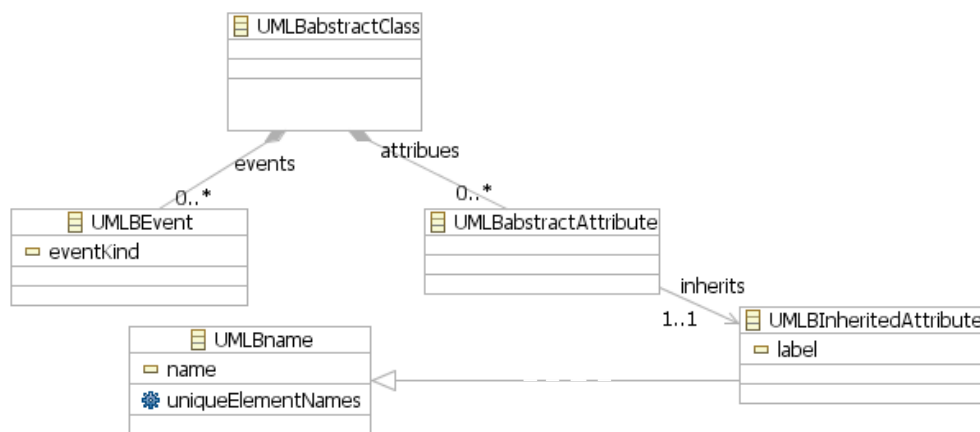 UMLBabstractClass
events
attribues
0..*
0..*
UMLBEvent
eventKind
UMLBabstractAttribute
inherits
1..1
UMLBInheritedAttribute
label
UMLBname
name
uniqueElementNames